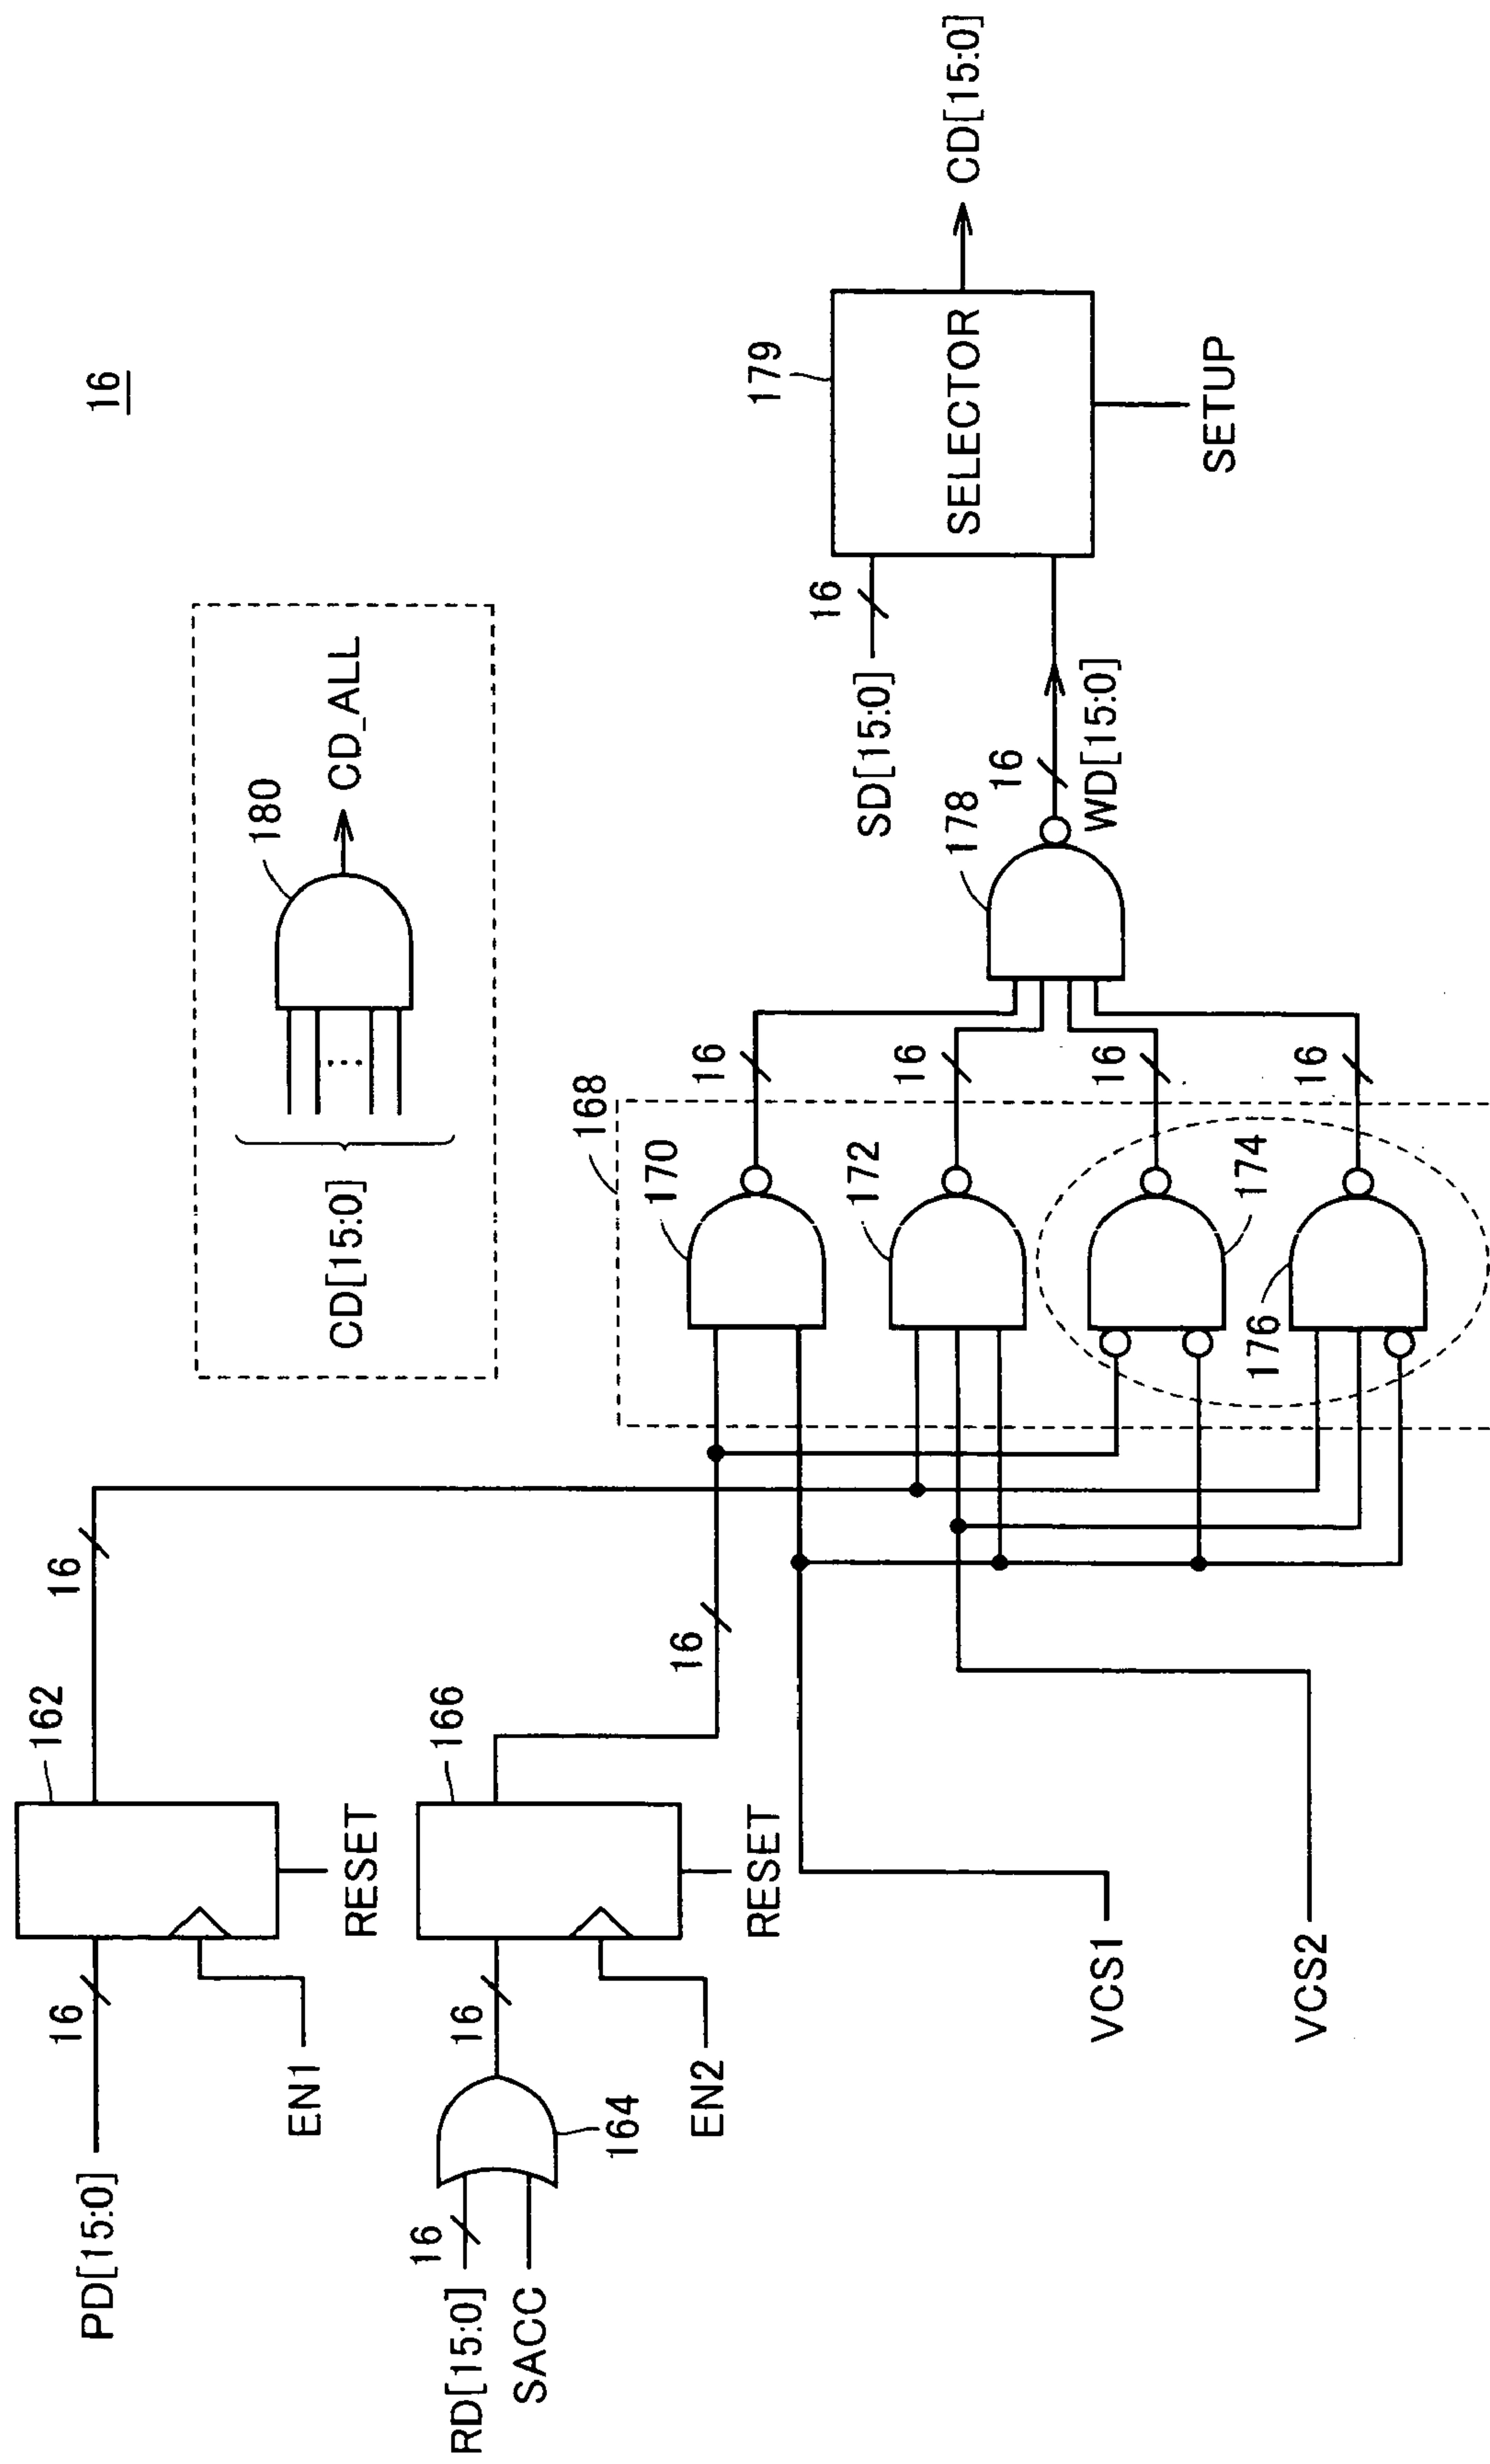 16
PD[15:0]
16
EN1
162
RESET
16
RD[15:0]
16
SACC
164
16
EN2
166
RESET
16
VCS1
VCS2
CD[15:0]
180
CD_ALL
168
170
16
172
16
174
16
176
16
178
16
WD[15:0]
SD[15:0]
16
179
SELECTOR
SETUP
CD[15:0]